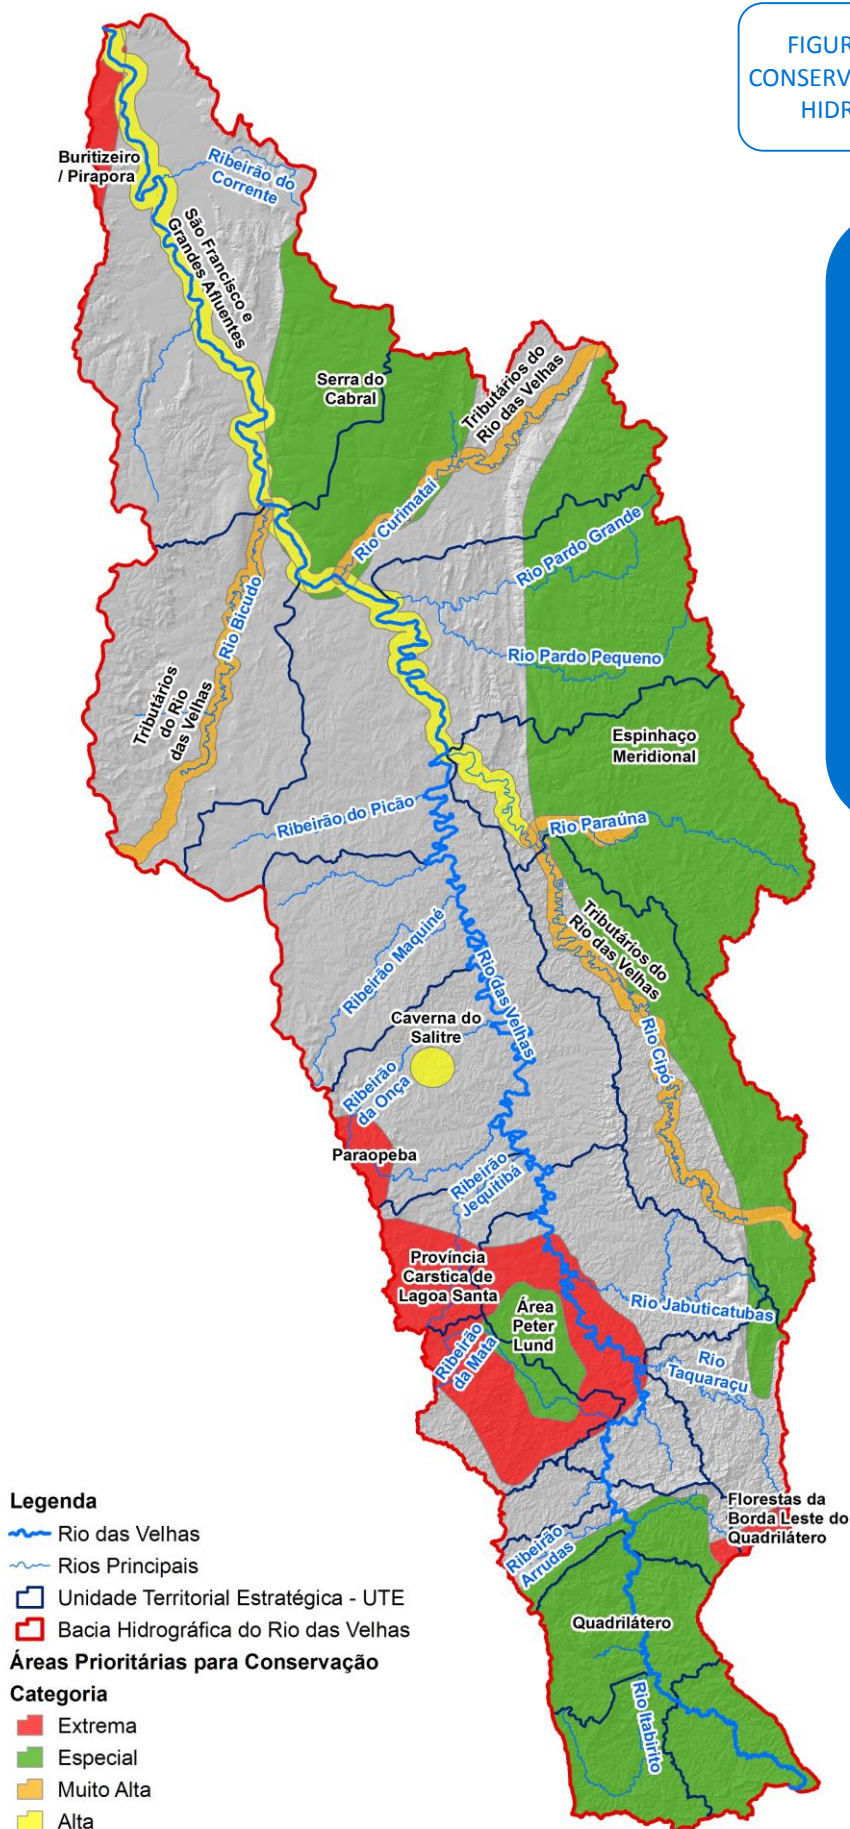 FIGUR
CONSERV
HIDR
Buritizeiro
/ Pirapora
Ribeirão do
Corrente
São Francisco e
Grandes Afluentes
Serra do
Cabral
Tributários do
Rio das Velhas
Rio Curimataí
Rio Pardo Grande
Rio Bicudo
Rio Pardo Pequeno
Tributários
do Rio
das Velhas
Espinhaço
Meridional
Ribeirão do Picão
Rio Paraúna
Tributários do
Rio das Velhas
Ribeirão Maquiné
Rio das Velhas
Caverna do
Salitre
Rio Cipó
Ribeirão
da Onça
Paraopeba
Ribeirão
Jequitibá
Província
Carstica de
Lagoa Santa
Área
Peter
Lund
Rio Jabuticatubas
Ribeirão
da Mata
Rio
Taquaraçu
Florestas da
Borda Leste do
Quadrilátero
Ribeirão
Arrudas
Quadrilátero
Rio Itabirito
Legenda
Rio das Velhas
Rios Principais
Unidade Territorial Estratégica - UTE
Bacia Hidrográfica do Rio das Velhas
Áreas Prioritárias para Conservação
Categoria
Extrema
Especial
Muito Alta
Alta